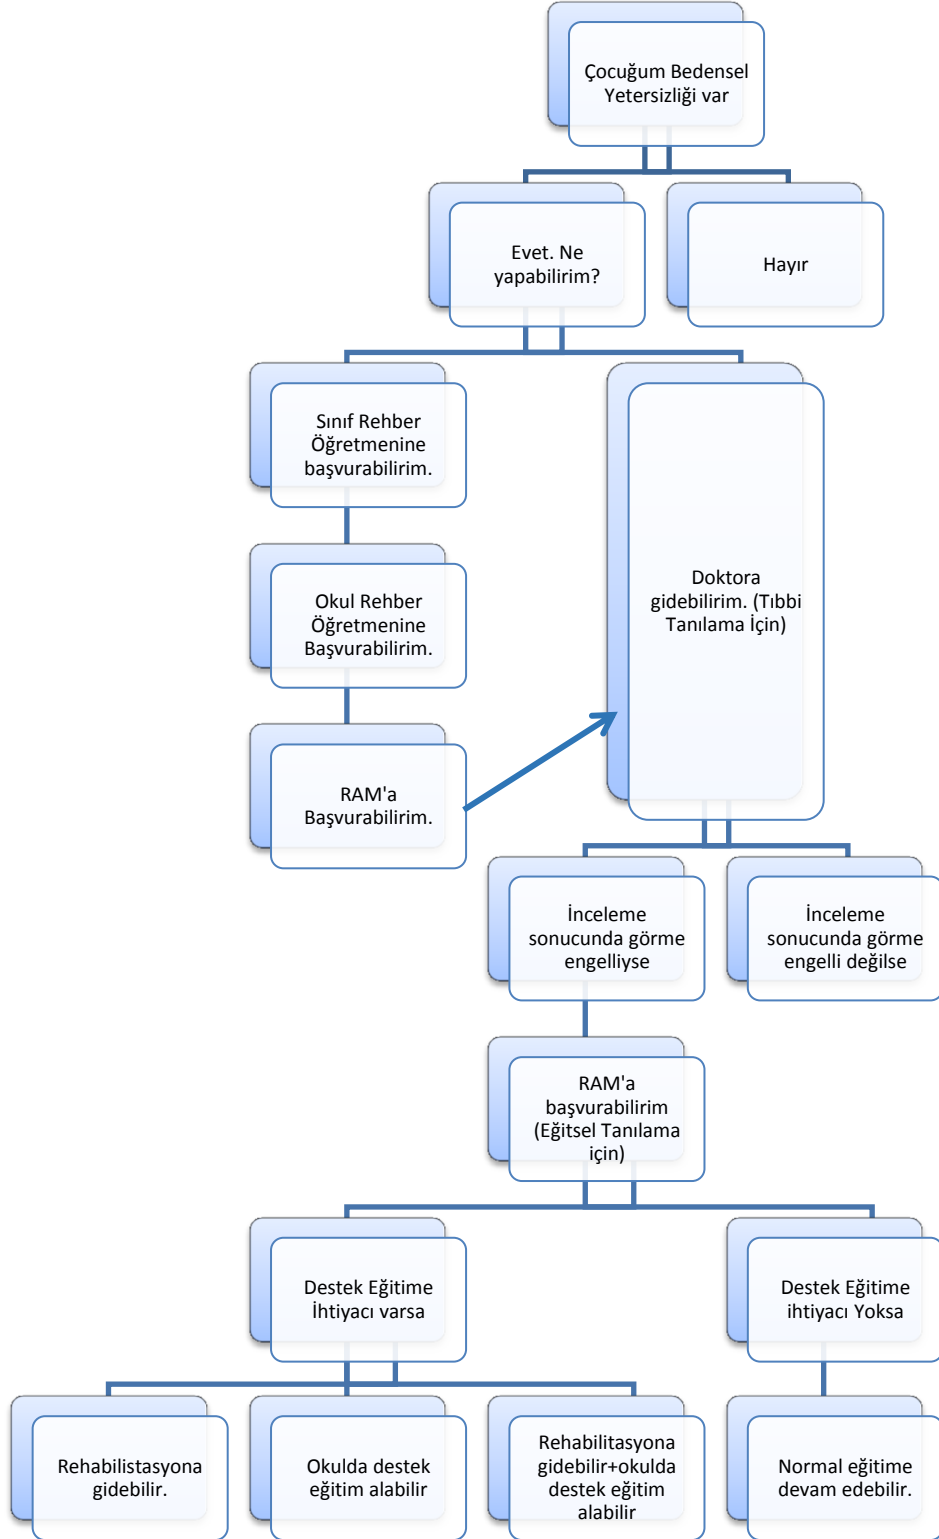 Çocuğum Bedensel
Yetersizliği var
Evet. Ne
yapabilirim?
Hayır
Sınıf Rehber
Öğretmenine
başvurabilirim.
Doktora
gidebilirim. (Tıbbi
Tanılama İçin)
Okul Rehber
Öğretmenine
Başvurabilirim.
RAM'a
Başvurabilirim.
İnceleme
sonucunda görme
engelliyse
İnceleme
sonucunda görme
engelli değilse
RAM'a
başvurabilirim
(Eğitsel Tanılama
için)
Destek Eğitime
İhtiyacı varsa
Destek Eğitime
ihtiyacı Yoksa
Rehabilistasyona
gidebilir.
Okulda destek
eğitim alabilir
Rehabilitasyona
gidebilir+okulda
destek eğitim
alabilir
Normal eğitime
devam edebilir.